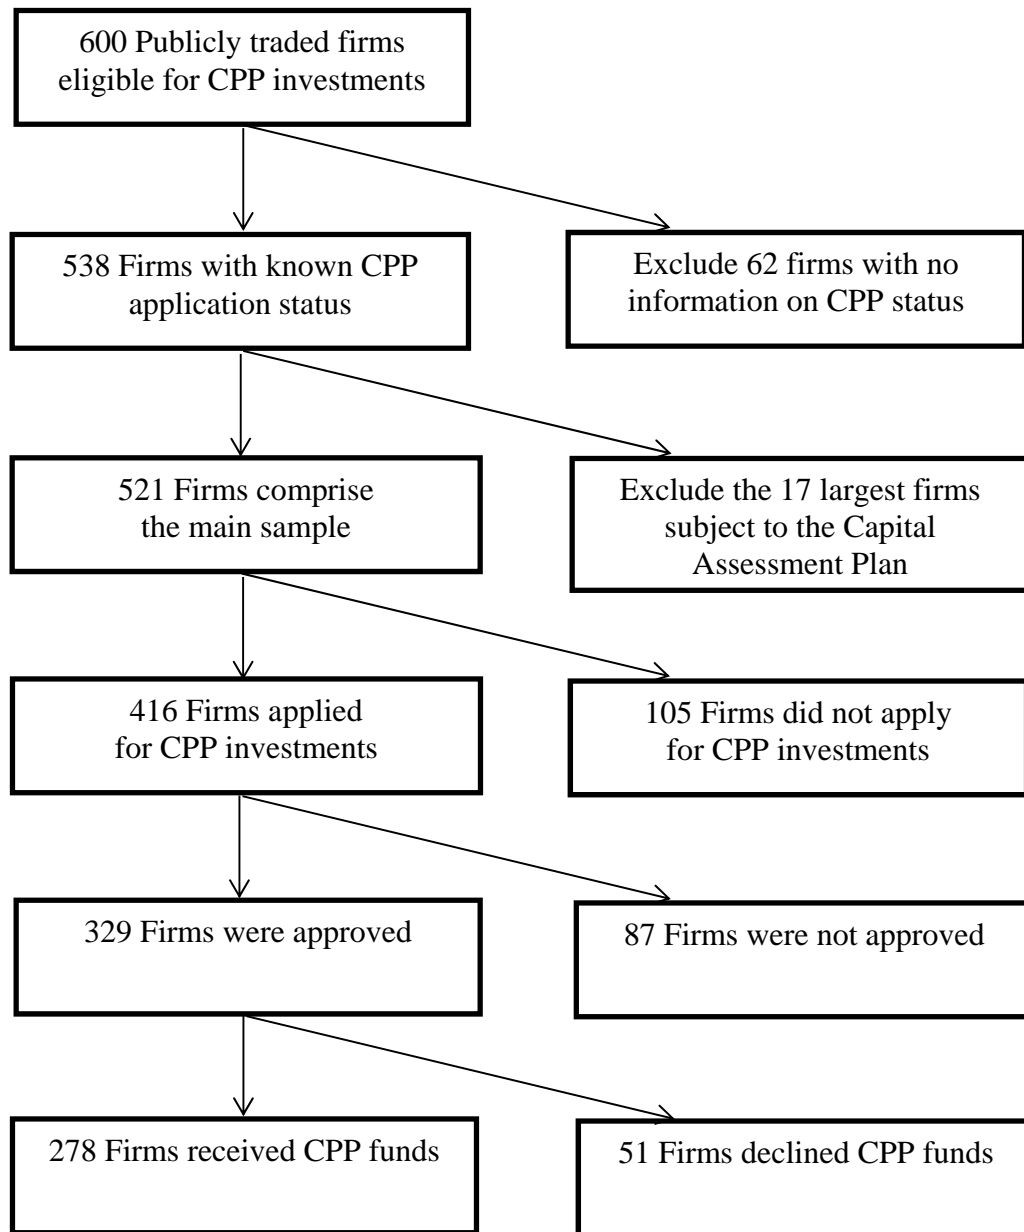 600 Publicly traded firms
eligible for CPP investments
538 Firms with known CPP
application status
Exclude 62 firms with no
information on CPP status
521 Firms comprise
the main sample
Exclude the 17 largest firms
subject to the Capital
Assessment Plan
416 Firms applied
for CPP investments
105 Firms did not apply
for CPP investments
329 Firms were approved
87 Firms were not approved
278 Firms received CPP funds
51 Firms declined CPP funds